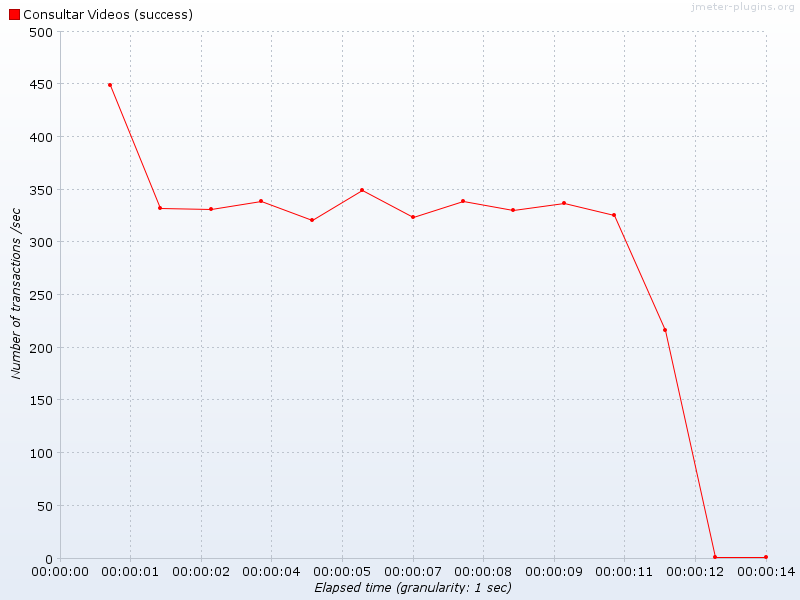 jmeter-plugins.org
Consultar Videos (success)
500
450
400
350
300
250
200
150
100
50
0
Number of transactions /sec
00:00:00 00:00:01 00:00:02 00:00:04 00:00:05 00:00:07 00:00:08 00:00:09 00:00:11 00:00:12 00:00:14
Elapsed time (granularity: 1 sec)